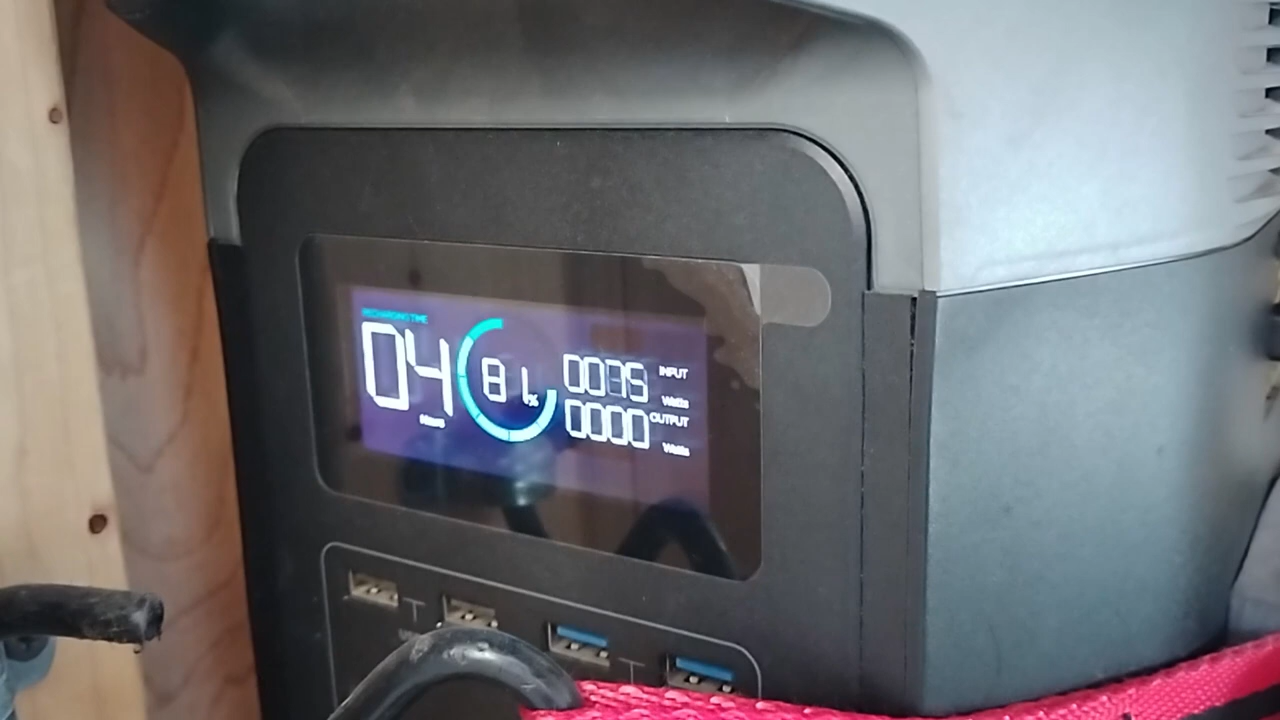 RECHARGING TIME
04
Hours
81%
0075 INPUT
Watts
0000 OUTPUT
Watts